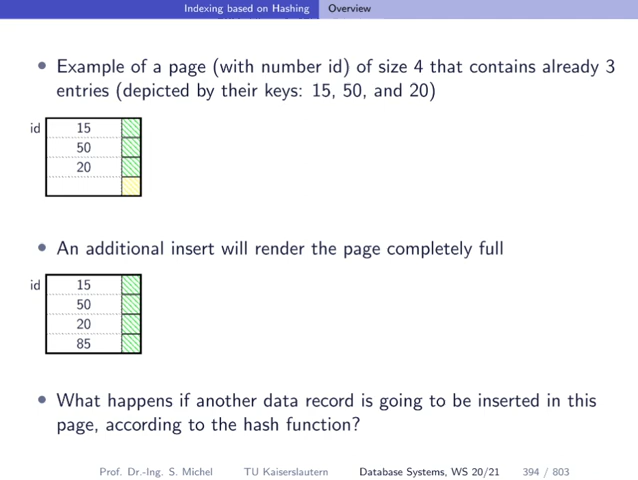 Indexing based on Hashing Overview
• Example of a page (with number id) of size 4 that contains already 3
entries (depicted by their keys: 15, 50, and 20)
id 15
50
20
• An additional insert will render the page completely full
id 15
50
20
85
• What happens if another data record is going to be inserted in this
page, according to the hash function?
Prof. Dr.-Ing. S. Michel TU Kaiserslautern Database Systems, WS 20/21 394 / 803